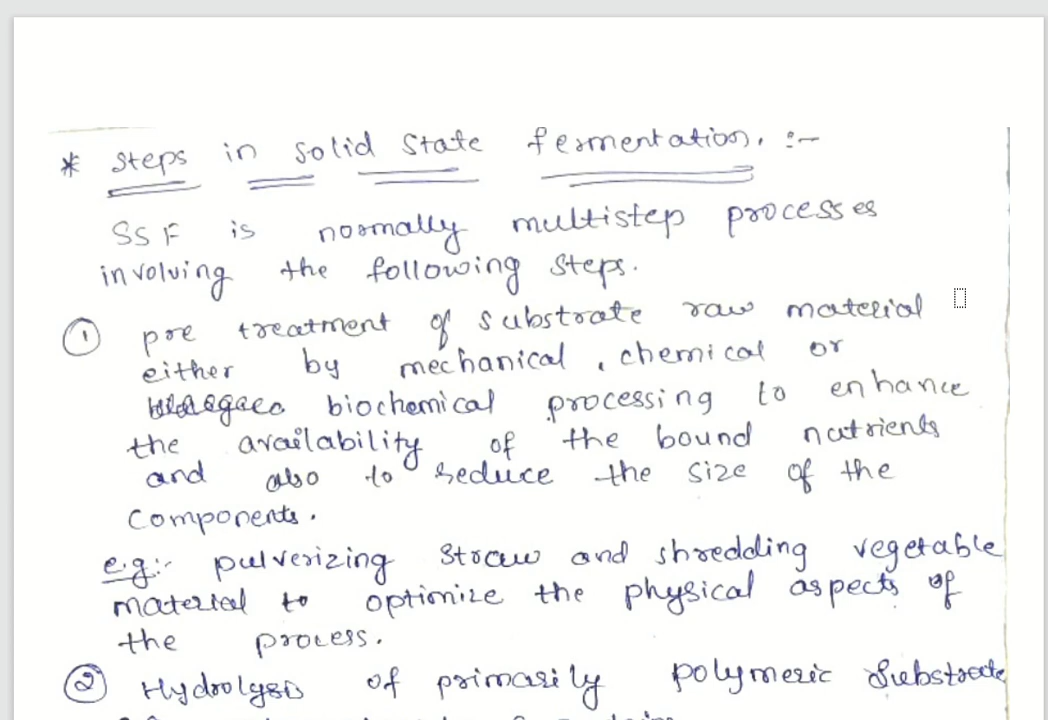 * Steps in Solid State fermentation. :-
SSF is normally multistep processes
involving the following steps.
① pre treatment of substrate raw material
either by mechanical, chemical or
biochemical processing to enhance
the availability of the bound nutrients
and also to reduce the size of the
Components.
e.g:- pulverizing straw and shredding vegetable
material to optimize the physical aspects of
the process.
② Hydrolysis of primarily polymeric Substrate